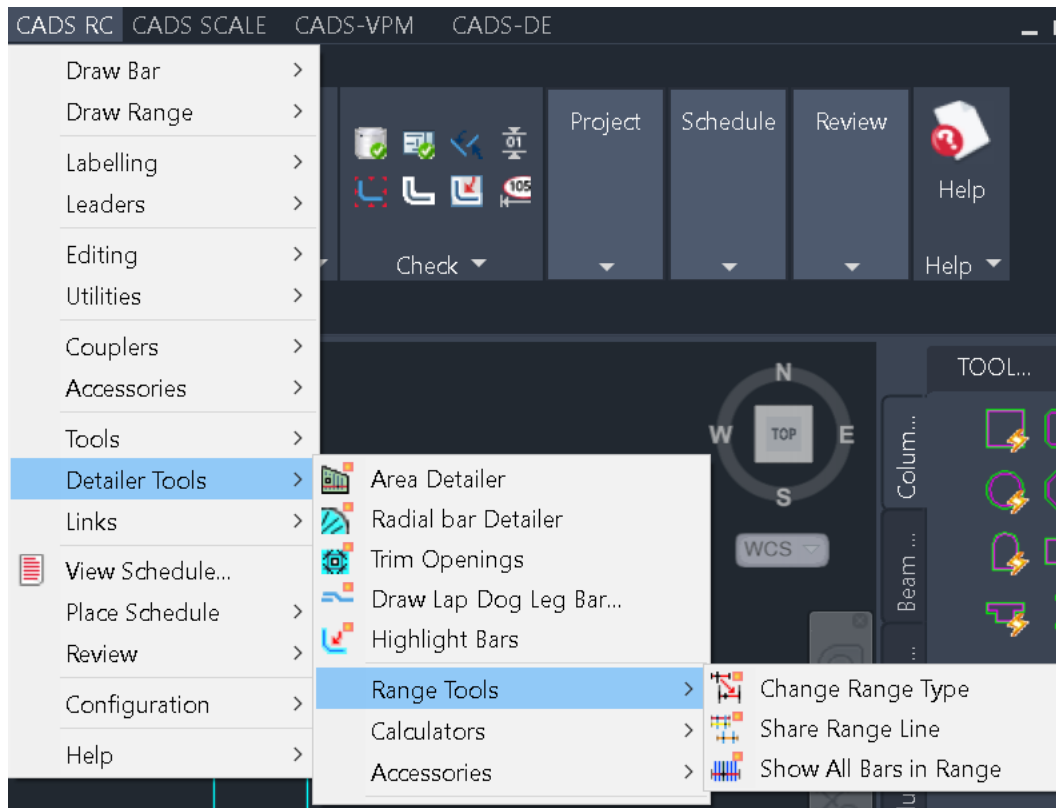 CADS RC CADS SCALE CADS-VPM CADS-DE
Draw Bar
Draw Range
Labelling
Leaders
Editing
Utilities
Couplers
Accessories
Tools
Detailer Tools
Links
View Schedule...
Place Schedule
Review
Configuration
Help
01
105
Check
Project
Schedule
Review
Help
Help
N
W
TOP
E
S
WCS
TOOL...
Colum...
Beam ...
Area Detailer
Radial bar Detailer
Trim Openings
Draw Lap Dog Leg Bar...
Highlight Bars
Range Tools
Calculators
Accessories
Change Range Type
Share Range Line
Show All Bars in Range